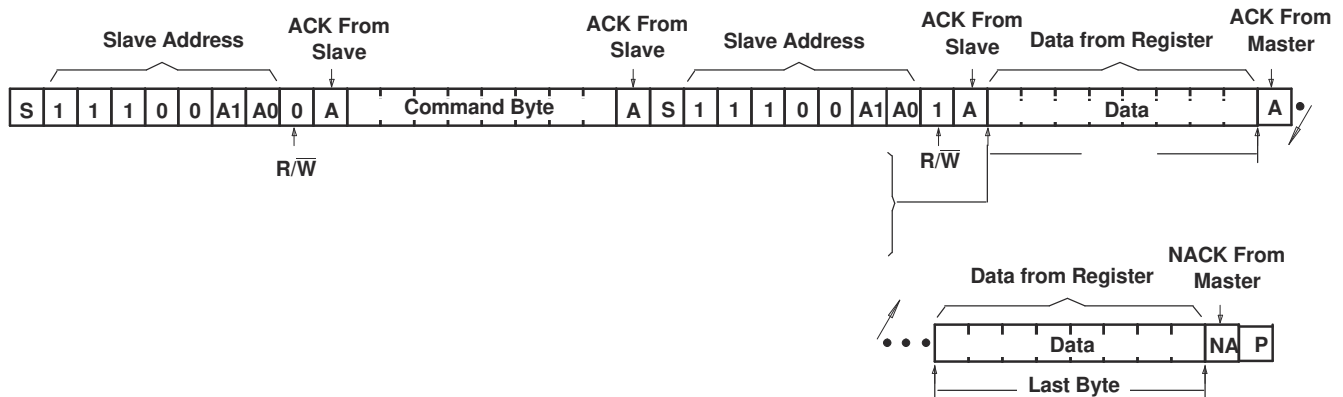 Slave Address
ACK From
Slave
ACK From
Slave
Slave Address
ACK From
Slave
Data from Register
ACK From
Master
S 1 1 1 0 0 A1 A0 0 A Command Byte A S 1 1 1 0 0 A1 A0 1 A Data A
R/W̅
R/W̅
Data from Register
NACK From
Master
Data NA P
Last Byte